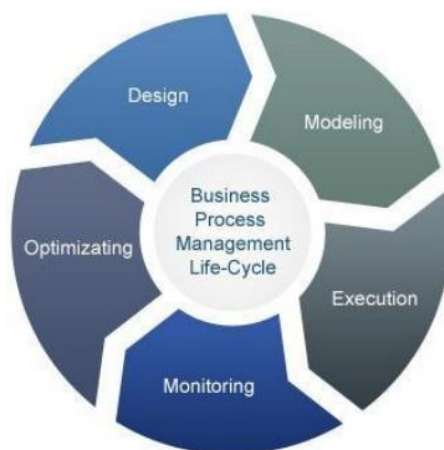 Design
Modeling
Business
Process
Management
Life-Cycle
Optimizating
Execution
Monitoring